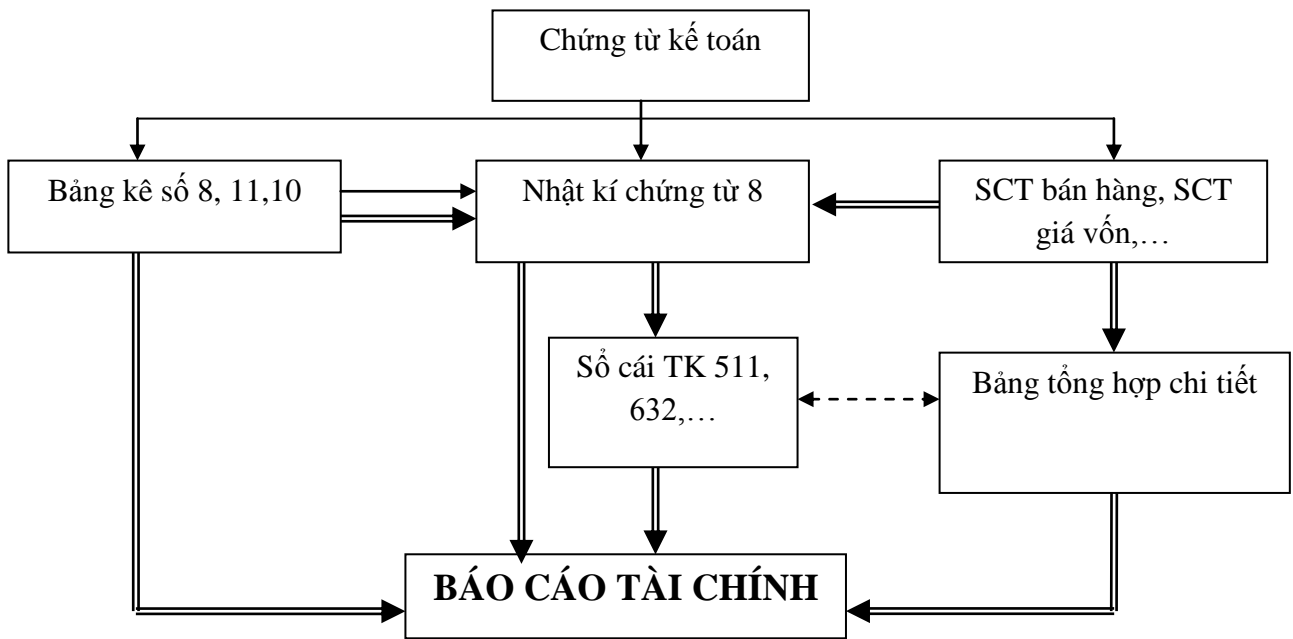 Chứng từ kế toán
Bảng kê số 8, 11,10
Nhật kí chứng từ 8
SCT bán hàng, SCT
giá vốn,…
Sổ cái TK 511,
632,…
Bảng tổng hợp chi tiết
BÁO CÁO TÀI CHÍNH